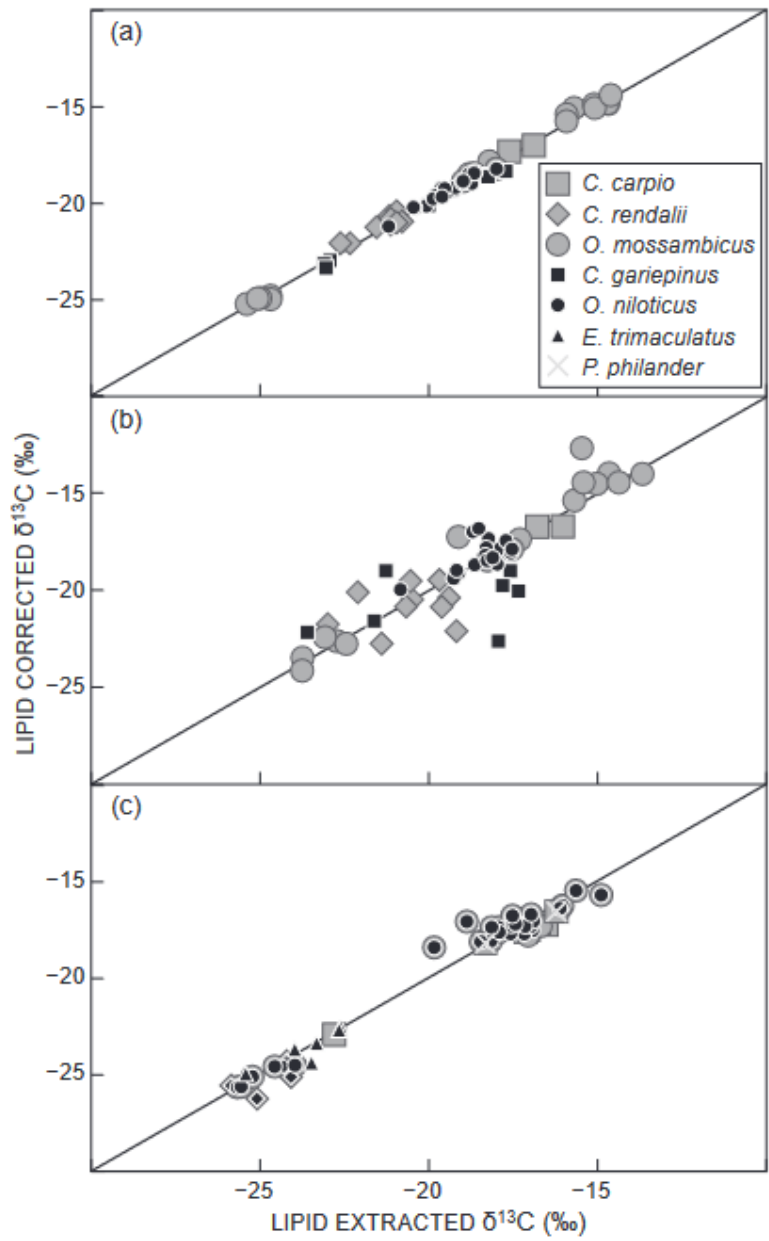 (a)
−15
−20
−25
C. carpio
C. rendalii
O. mossambicus
C. gariepinus
O. niloticus
E. trimaculatus
P. philander
(b)
−15
−20
−25
LIPID CORRECTED δ¹³C (‰)
(c)
−15
−20
−25
−25 −20 −15
LIPID EXTRACTED δ¹³C (‰)